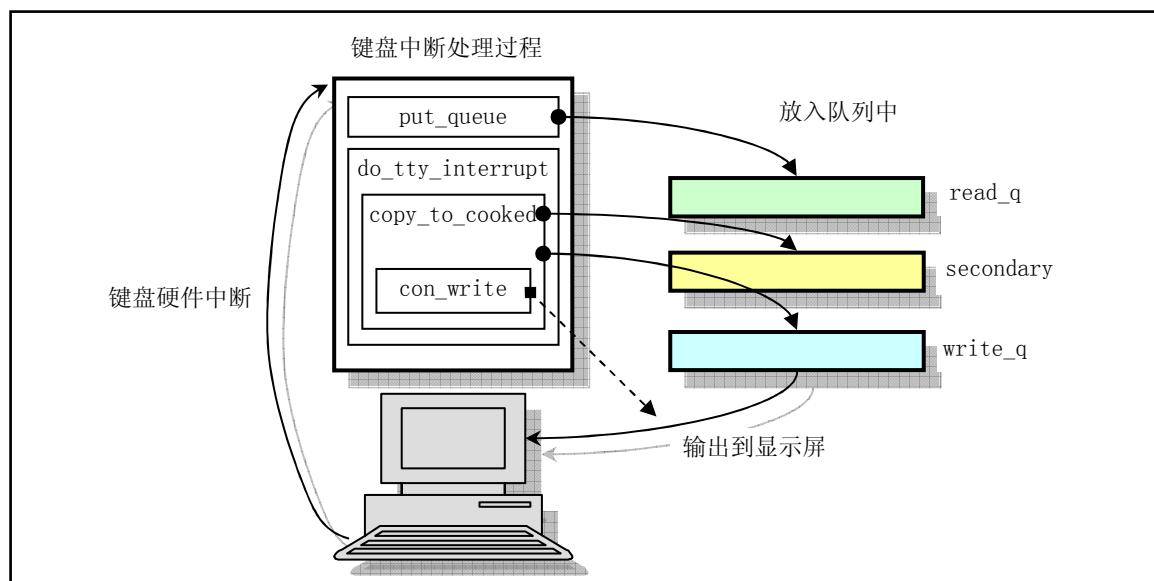 键盘中断处理过程
put_queue
放入队列中
do_tty_interrupt
read_q
copy_to_cooked
secondary
con_write
键盘硬件中断
write_q
输出到显示屏